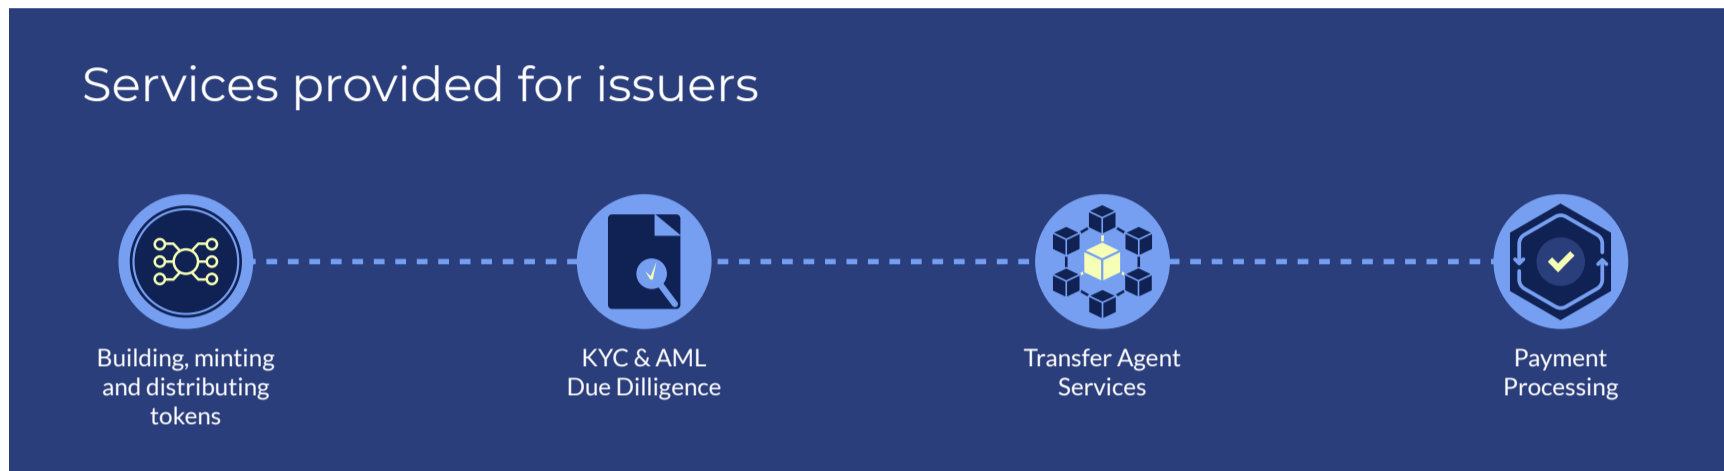 Services provided for issuers
Building, minting
and distributing
tokens
KYC & AML
Due Dilligence
Transfer Agent
Services
Payment
Processing